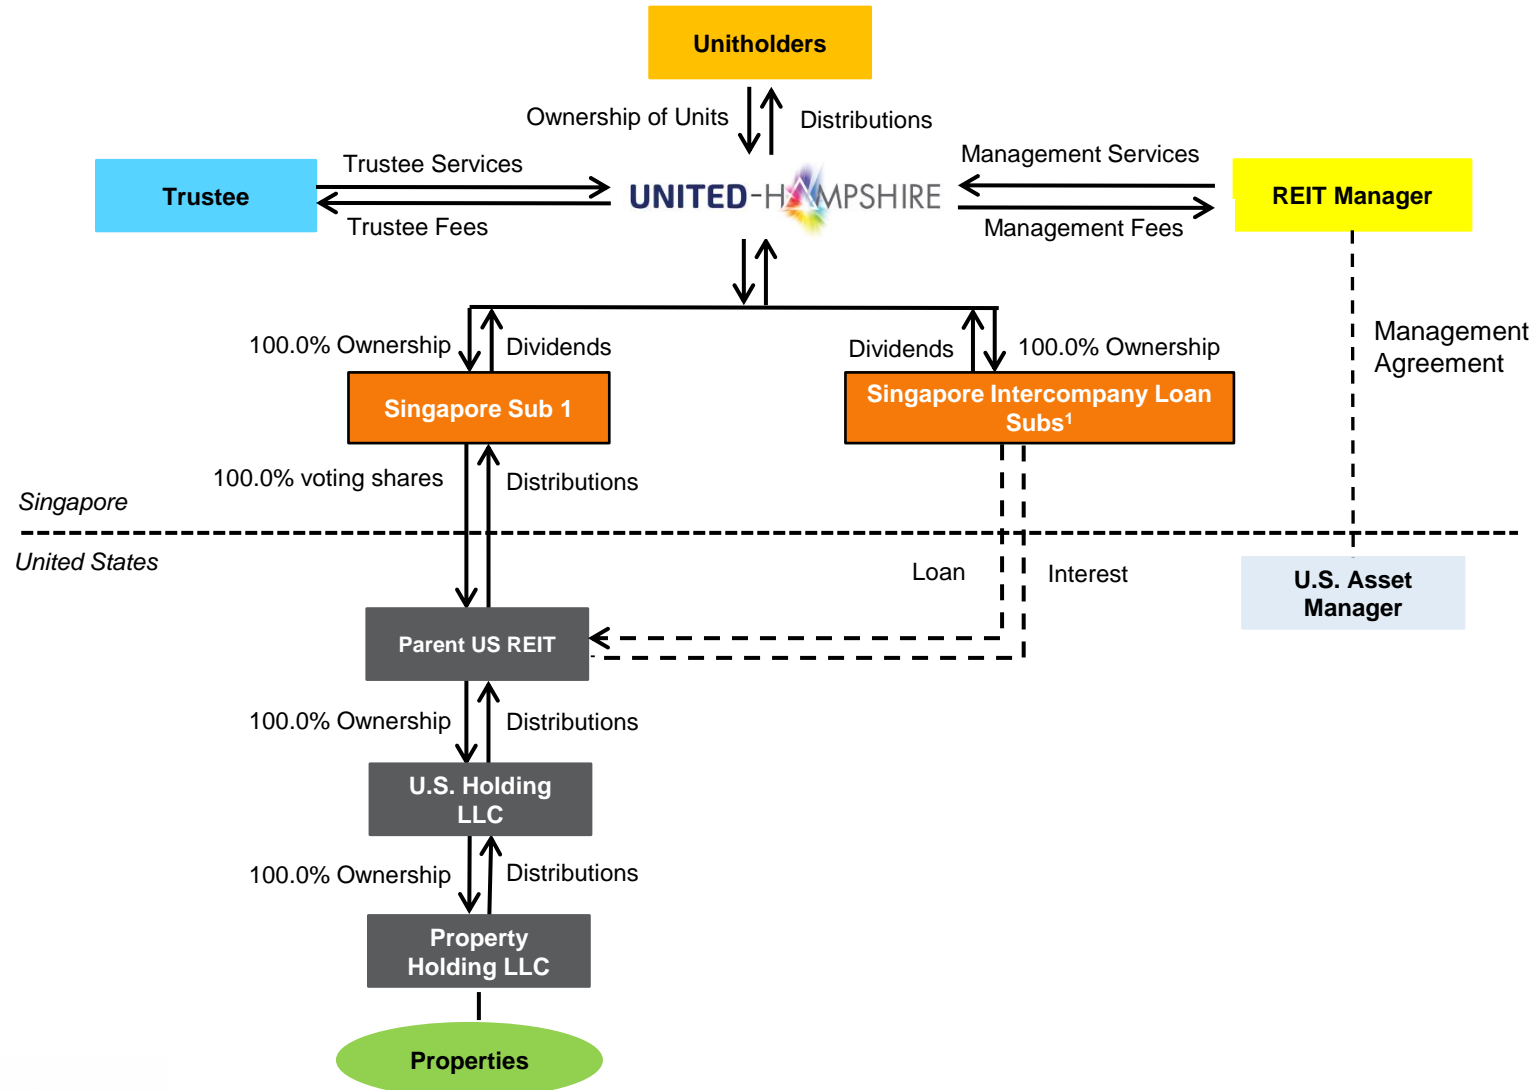 Unitholders
Ownership of Units
Distributions
Trustee Services
Management Services
Trustee
UNITED-HAMPSHIRE
REIT Manager
Trustee Fees
Management Fees
100.0% Ownership
Dividends
Dividends
100.0% Ownership
Management
Agreement
Singapore Sub 1
Singapore Intercompany Loan
Subs¹
100.0% voting shares
Distributions
Singapore
United States
Loan
Interest
U.S. Asset
Manager
Parent US REIT
100.0% Ownership
Distributions
U.S. Holding
LLC
100.0% Ownership
Distributions
Property
Holding LLC
Properties